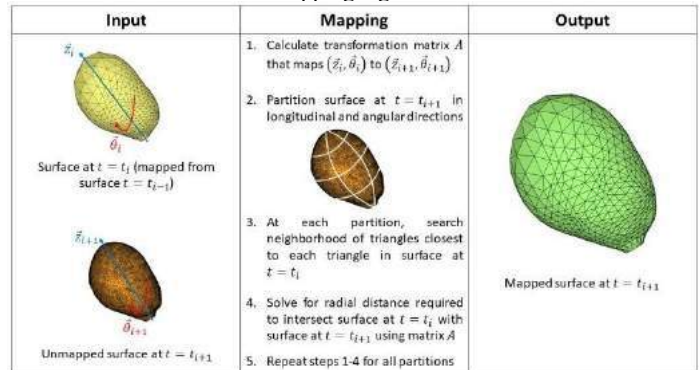 Input
Mapping
Output
z⃗ᵢ
θ⃗ᵢ
Surface at t = tᵢ (mapped from
surface t = tᵢ₋₁)
z⃗ᵢ₊₁
θ⃗ᵢ₊₁
Unmapped surface at t = tᵢ₊₁
1. Calculate transformation matrix A
that maps (z⃗ᵢ, θ⃗ᵢ) to (z⃗ᵢ₊₁, θ⃗ᵢ₊₁)
2. Partition surface at t = tᵢ₊₁ in
longitudinal and angular directions
3. At each partition, search
neighborhood of triangles closest
to each triangle in surface at
t = tᵢ
4. Solve for radial distance required
to intersect surface at t = tᵢ with
surface at t = tᵢ₊₁ using matrix A
5. Repeat steps 1-4 for all partitions
Mapped surface at t = tᵢ₊₁